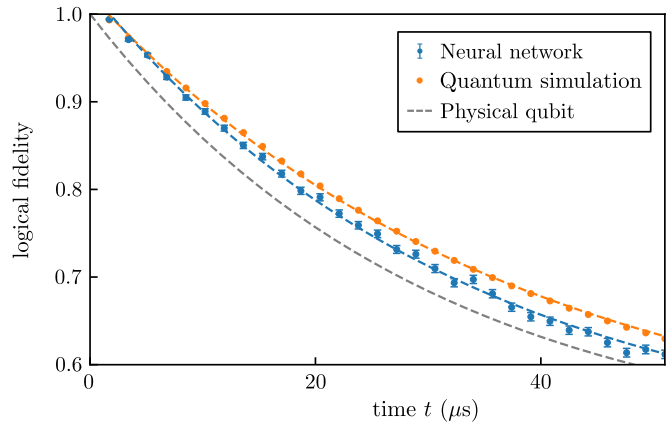 1.0
0.9
0.8
0.7
0.6
logical fidelity
Neural network
Quantum simulation
Physical qubit
0
20
40
time t (μs)